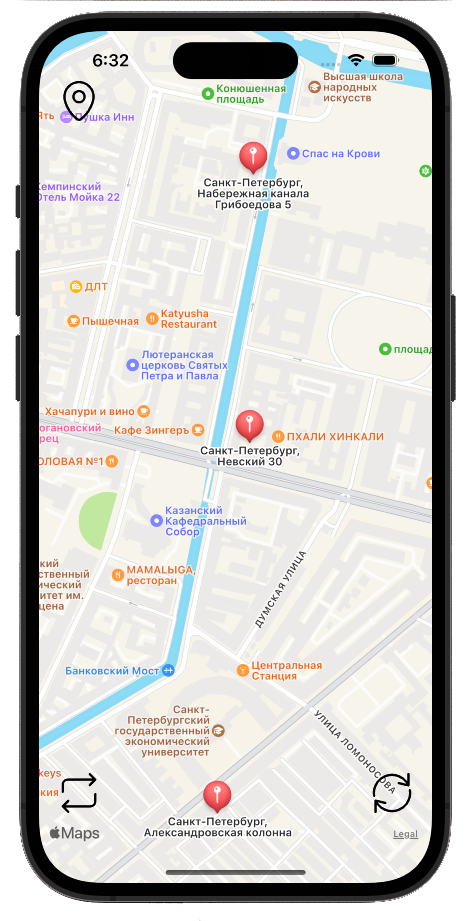 6:32
Высшая школа
народных
искусств
Конюшенная
площадь
ять
Пушка Инн
Спас на Крови
Санкт-Петербург,
Набережная канала
Грибоедова 5
Кемпинский
Отель Мойка 22
ДЛТ
Пышечная
Katyusha
Restaurant
площад
Лютеранская
церковь Святых
Петра и Павла
Хачапури и вино
огановский
рец
Кафе Зингеръ
ПХАЛИ ХИНКАЛИ
Санкт-Петербург,
Невский 30
ОЛОВАЯ №1
Казанский
Кафедральный
Собор
кий
ственный
ический
итет им.
цена
MAMALЫGA,
ресторан
ДУМСКАЯ УЛИЦА
Банковский Мост
Центральная
Станция
Санкт-
Петербургский
государственный
экономический
университет
УЛИЦА ЛОМОНОСОВА
keys
кия
Санкт-Петербург,
Александровская колонна
Maps
Legal